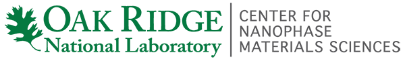 OAK RIDGE
National Laboratory
CENTER FOR
NANOPHASE
MATERIALS SCIENCES